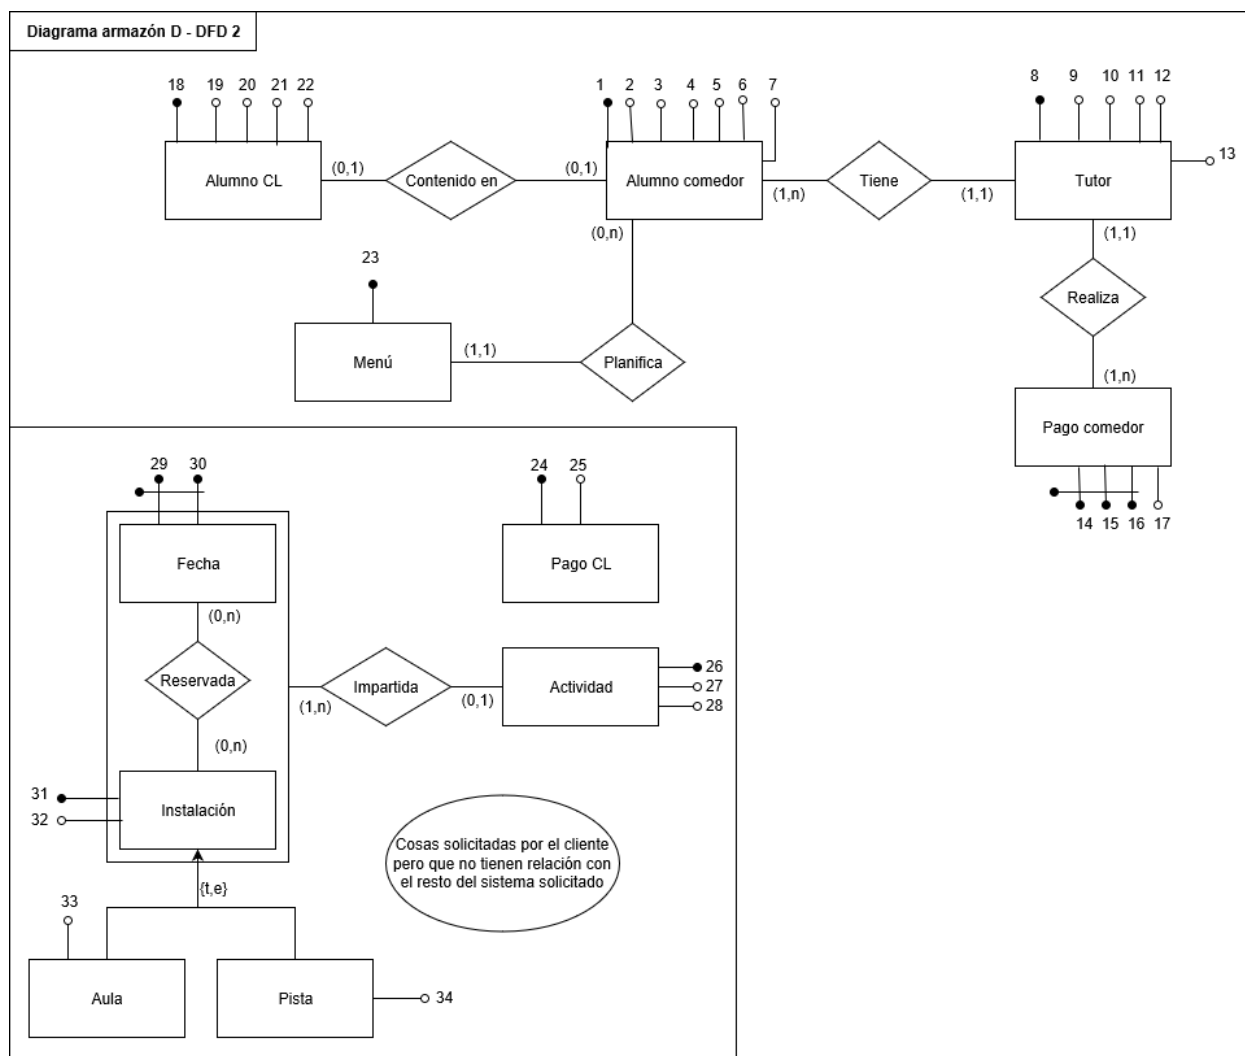 Diagrama armazón D - DFD 2
18 19 20 21 22
1 2 3 4 5 6 7
8 9 10 11 12
13
Alumno CL
(0,1)
Contenido en
(0,1)
Alumno comedor
(1,n)
Tiene
(1,1)
Tutor
(0,n)
(1,1)
23
Realiza
Menú
(1,1)
Planifica
(1,n)
Pago comedor
14 15 16 17
29 30
24 25
Fecha
Pago CL
(0,n)
Reservada
(1,n)
Impartida
(0,1)
Actividad
26
27
28
(0,n)
31
32
Instalación
Cosas solicitadas por el cliente
pero que no tienen relación con
el resto del sistema solicitado
{t,e}
33
Aula
Pista
34